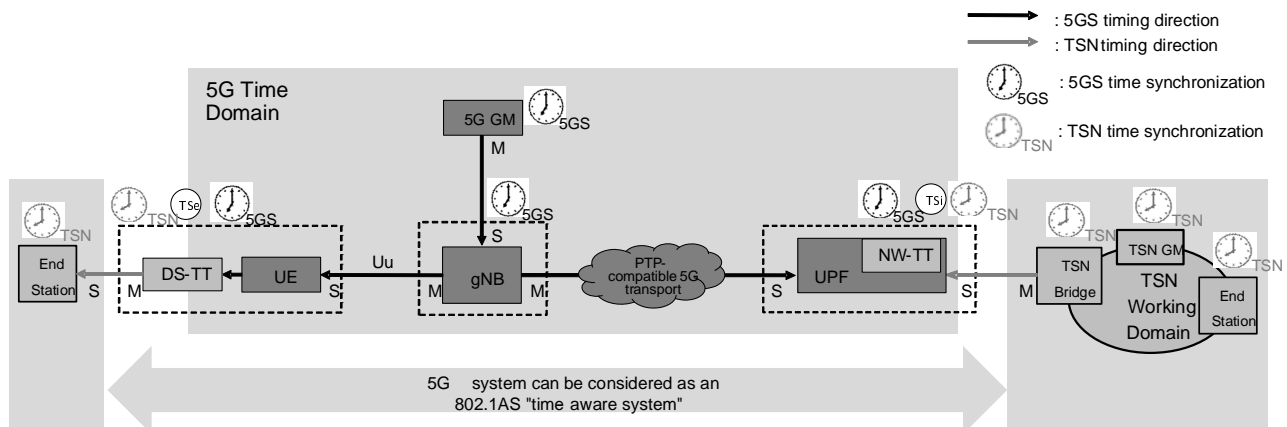 : 5GS timing direction
: TSN timing direction
5GS : 5GS time synchronization
TSN : TSN time synchronization
5G Time
Domain
5G GM
5GS
M
5GS
S
TSN
TSe
5GS
5GS
TSi
TSN
TSN
End
Station
S
M
DS-TT
UE
S
Uu
M
gNB
M
PTP-
compatible 5G
transport
S
UPF
NW-TT
S
M
TSN
TSN
Bridge
TSN
TSN GM
TSN
TSN
Working
Domain
End
Station
5G system can be considered as an
802.1AS "time aware system"